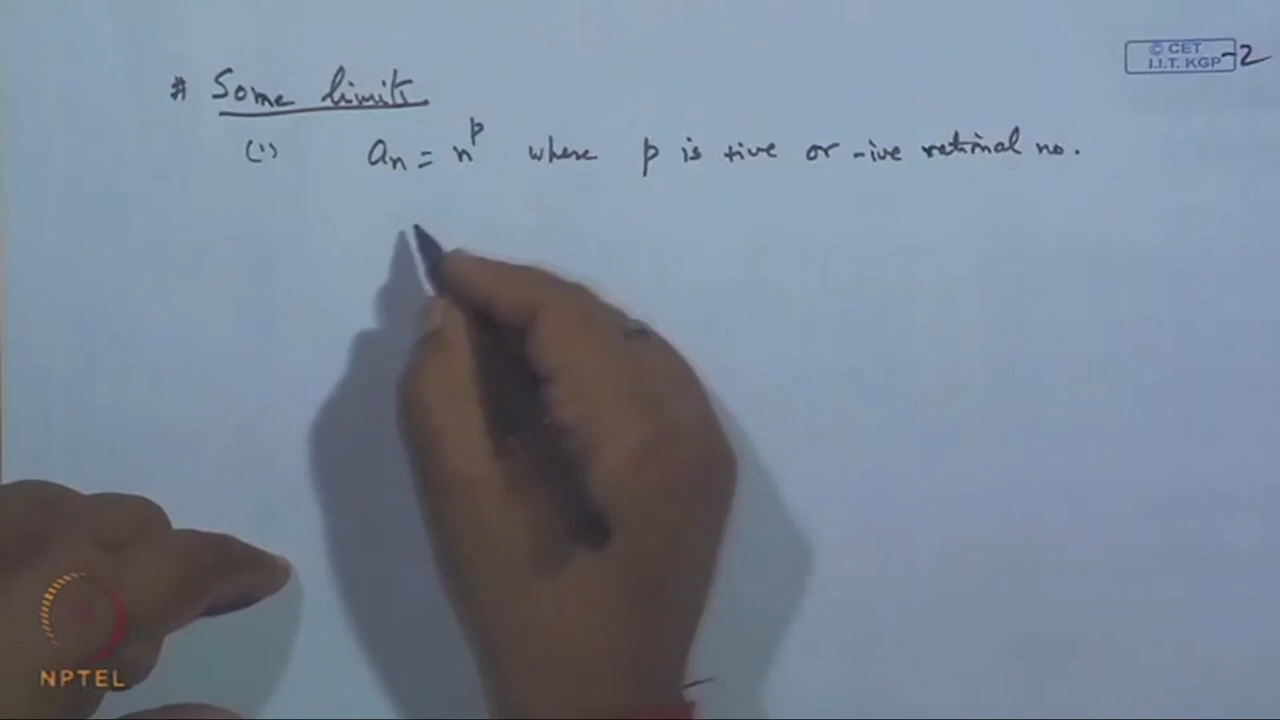 # Some limits
© CET
I.I.T. KGP -2
(1) an = n^p where p is +ive or -ive rational no.
NPTEL